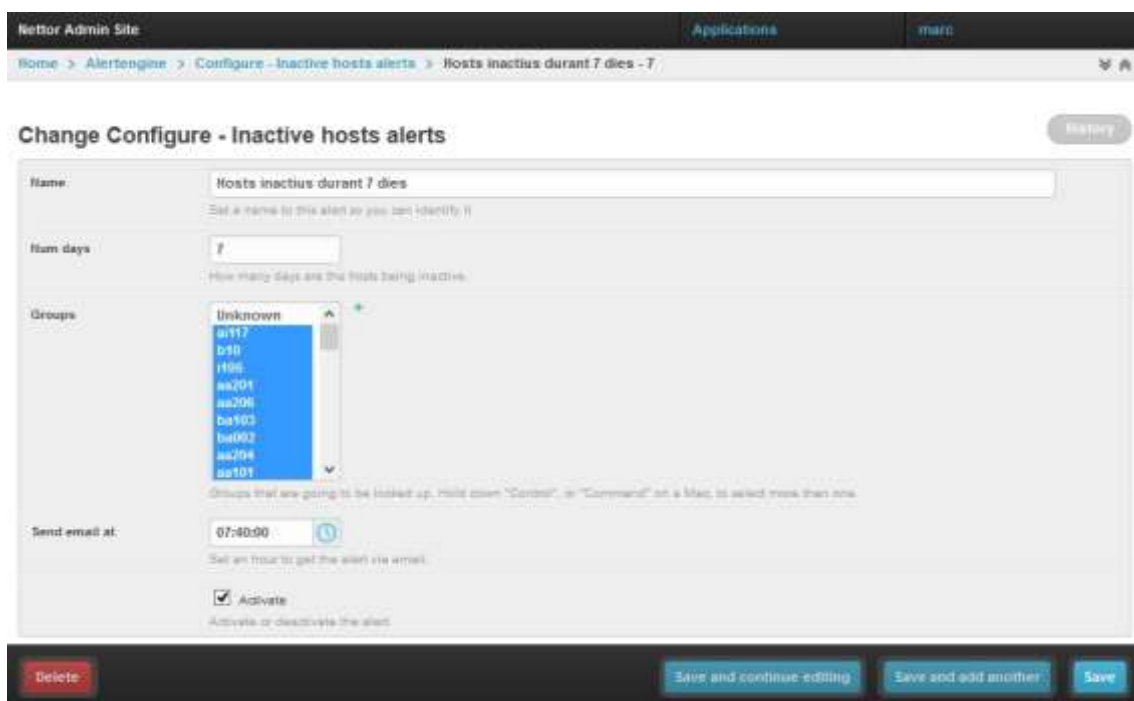 Nettor Admin Site Applications marc
Home > Alertengine > Configure - Inactive hosts alerts > Hosts inactius durant 7 dies - 7
Change Configure - Inactive hosts alerts
History
Name Hosts inactius durant 7 dies
Set a name to this alert so you can identify it
Num days 7
How many days are the hosts being inactive.
Groups
Unknown
ai117
b10
i106
aa201
aa206
ba103
ba002
aa204
aa101
Groups that are going to be looked up. Hold down "Control", or "Command" on a Mac, to select more than one.
Send email at 07:40:00
Set an hour to get the alert via email.
Activate
Activate or deactivate the alert
Delete Save and continue editing Save and add another Save